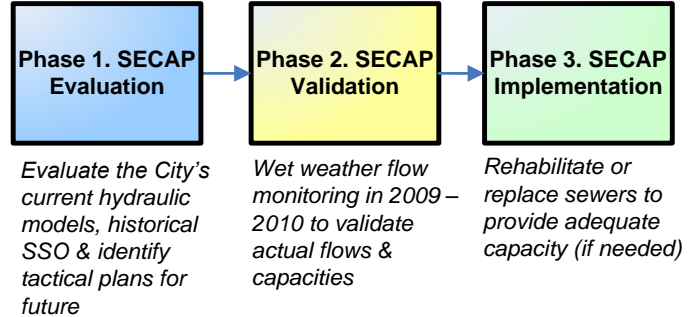 Phase 1. SECAP
Evaluation
Evaluate the City's
current hydraulic
models, historical
SSO & identify
tactical plans for
future
Phase 2. SECAP
Validation
Wet weather flow
monitoring in 2009 –
2010 to validate
actual flows &
capacities
Phase 3. SECAP
Implementation
Rehabilitate or
replace sewers to
provide adequate
capacity (if needed)